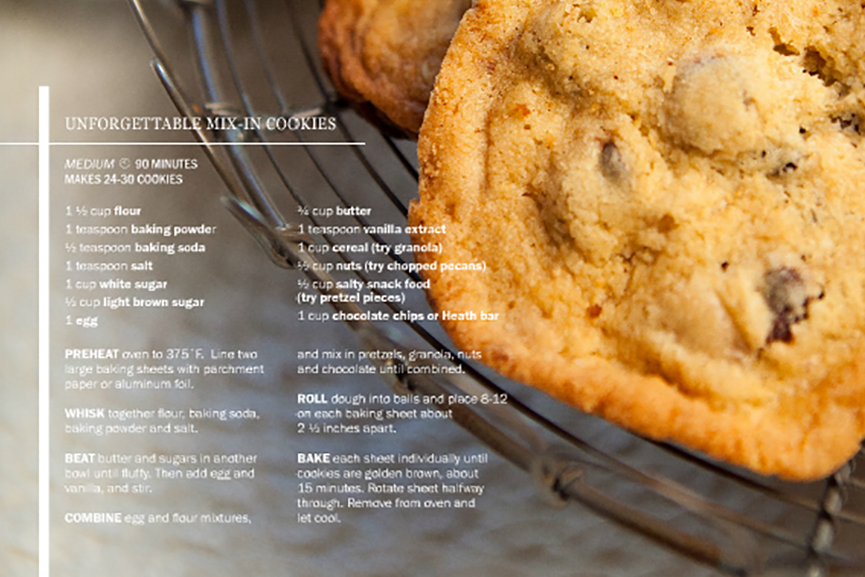 UNFORGETTABLE MIX-IN COOKIES
MEDIUM 90 MINUTES
MAKES 24-30 COOKIES
1 ½ cup flour
1 teaspoon baking powder
½ teaspoon baking soda
1 teaspoon salt
1 cup white sugar
½ cup light brown sugar
1 egg
¾ cup butter
1 teaspoon vanilla extract
1 cup cereal (try granola)
½ cup nuts (try chopped pecans)
½ cup salty snack food
(try pretzel pieces)
1 cup chocolate chips or Heath bar
PREHEAT oven to 375°F. Line two
large baking sheets with parchment
paper or aluminum foil.
WHISK together flour, baking soda,
baking powder and salt.
BEAT butter and sugars in another
bowl until fluffy. Then add egg and
vanilla, and stir.
COMBINE egg and flour mixtures,
and mix in pretzels, granola, nuts
and chocolate until combined.
ROLL dough into balls and place 8-12
on each baking sheet about
2 ½ inches apart.
BAKE each sheet individually until
cookies are golden brown, about
15 minutes. Rotate sheet halfway
through. Remove from oven and
let cool.